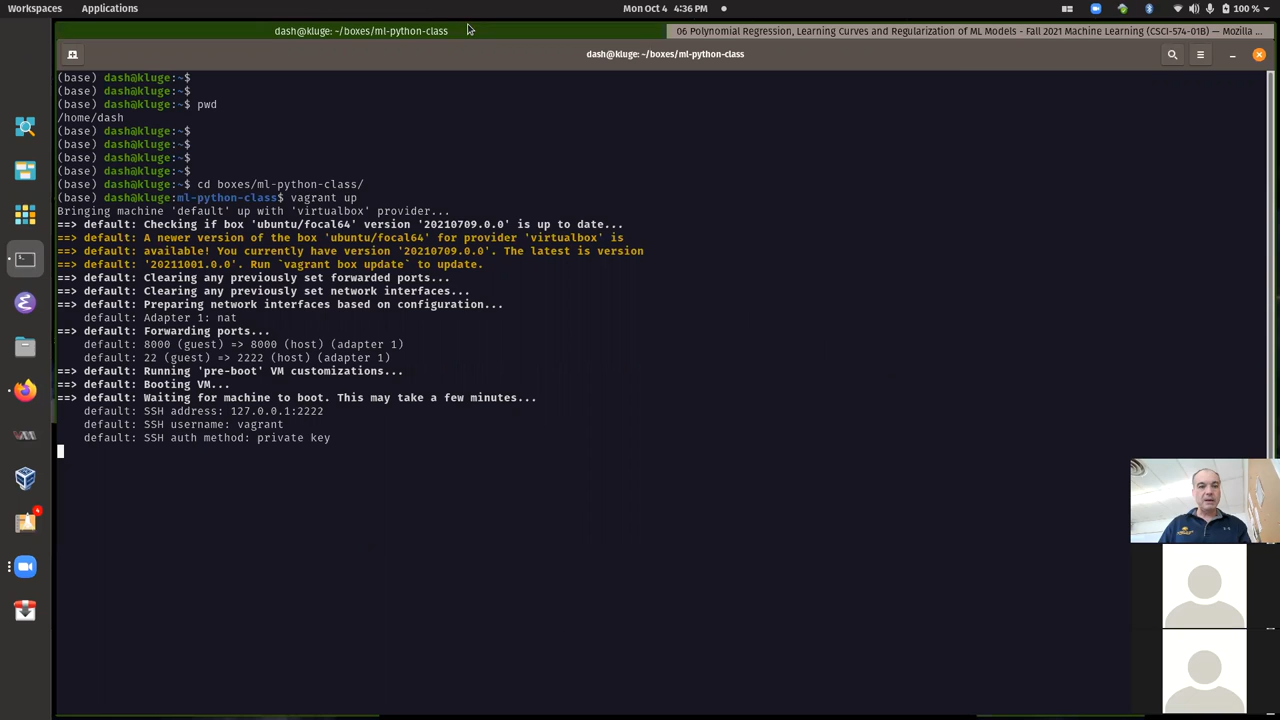 Workspaces Applications Mon Oct 4 4:36 PM 100 %
dash@kluge: ~/boxes/ml-python-class 06 Polynomial Regression, Learning Curves and Regularization of ML Models - Fall 2021 Machine Learning (CSCI-574-01B) — Mozilla ...
dash@kluge: ~/boxes/ml-python-class
(base) dash@kluge:~$
(base) dash@kluge:~$
(base) dash@kluge:~$ pwd
/home/dash
(base) dash@kluge:~$
(base) dash@kluge:~$
(base) dash@kluge:~$
(base) dash@kluge:~$
(base) dash@kluge:~$ cd boxes/ml-python-class/
(base) dash@kluge:ml-python-class$ vagrant up
Bringing machine 'default' up with 'virtualbox' provider...
==> default: Checking if box 'ubuntu/focal64' version '20210709.0.0' is up to date...
==> default: A newer version of the box 'ubuntu/focal64' for provider 'virtualbox' is
==> default: available! You currently have version '20210709.0.0'. The latest is version
==> default: '20211001.0.0'. Run `vagrant box update` to update.
==> default: Clearing any previously set forwarded ports...
==> default: Clearing any previously set network interfaces...
==> default: Preparing network interfaces based on configuration...
default: Adapter 1: nat
==> default: Forwarding ports...
default: 8000 (guest) => 8000 (host) (adapter 1)
default: 22 (guest) => 2222 (host) (adapter 1)
==> default: Running 'pre-boot' VM customizations...
==> default: Booting VM...
==> default: Waiting for machine to boot. This may take a few minutes...
default: SSH address: 127.0.0.1:2222
default: SSH username: vagrant
default: SSH auth method: private key